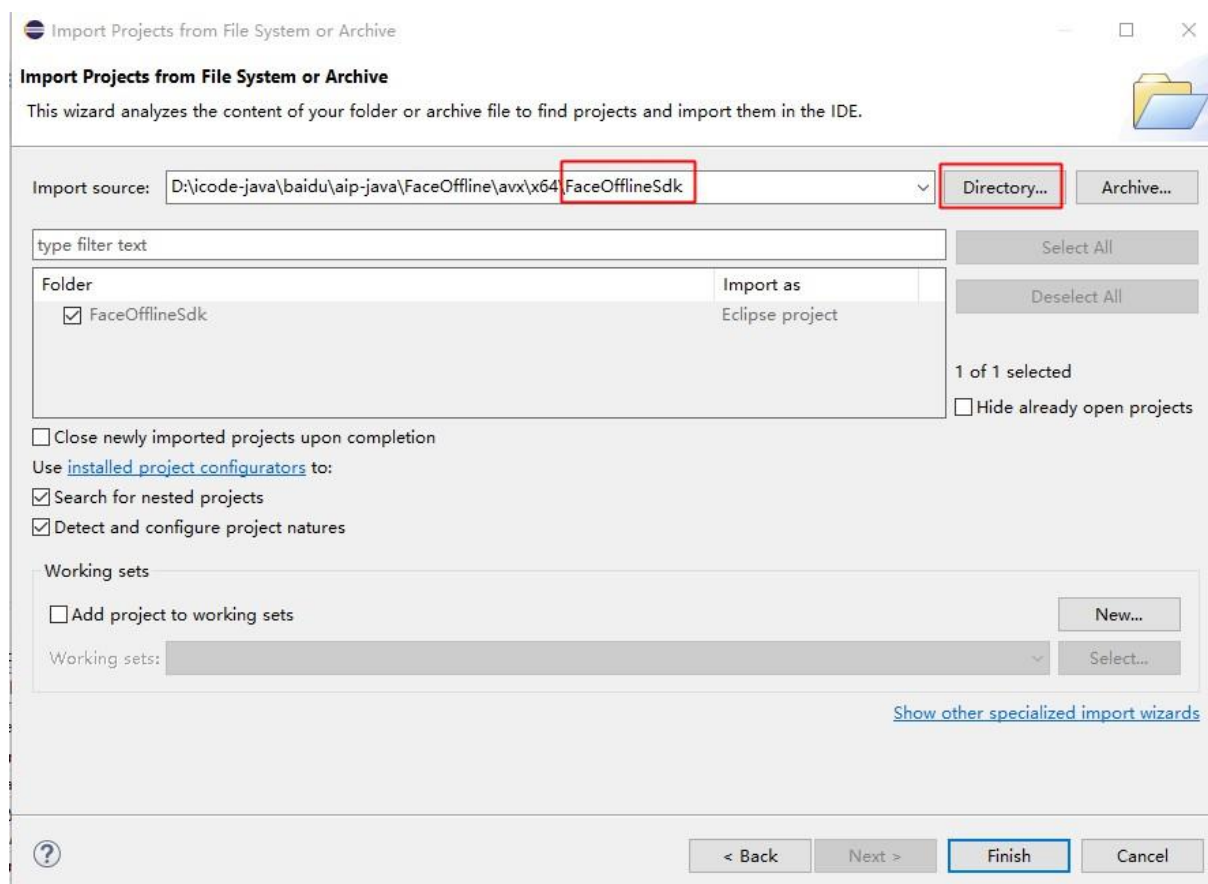 Import Projects from File System or Archive
Import Projects from File System or Archive
This wizard analyzes the content of your folder or archive file to find projects and import them in the IDE.
Import source: D:\icode-java\baidu\aip-java\FaceOffline\avx\x64\FaceOfflineSdk Directory... Archive...
type filter text Select All
Folder Import as Deselect All
FaceOfflineSdk Eclipse project
1 of 1 selected
Hide already open projects
Close newly imported projects upon completion
Use installed project configurators to:
Search for nested projects
Detect and configure project natures
Working sets
Add project to working sets New...
Working sets: Select...
Show other specialized import wizards
? < Back Next > Finish Cancel